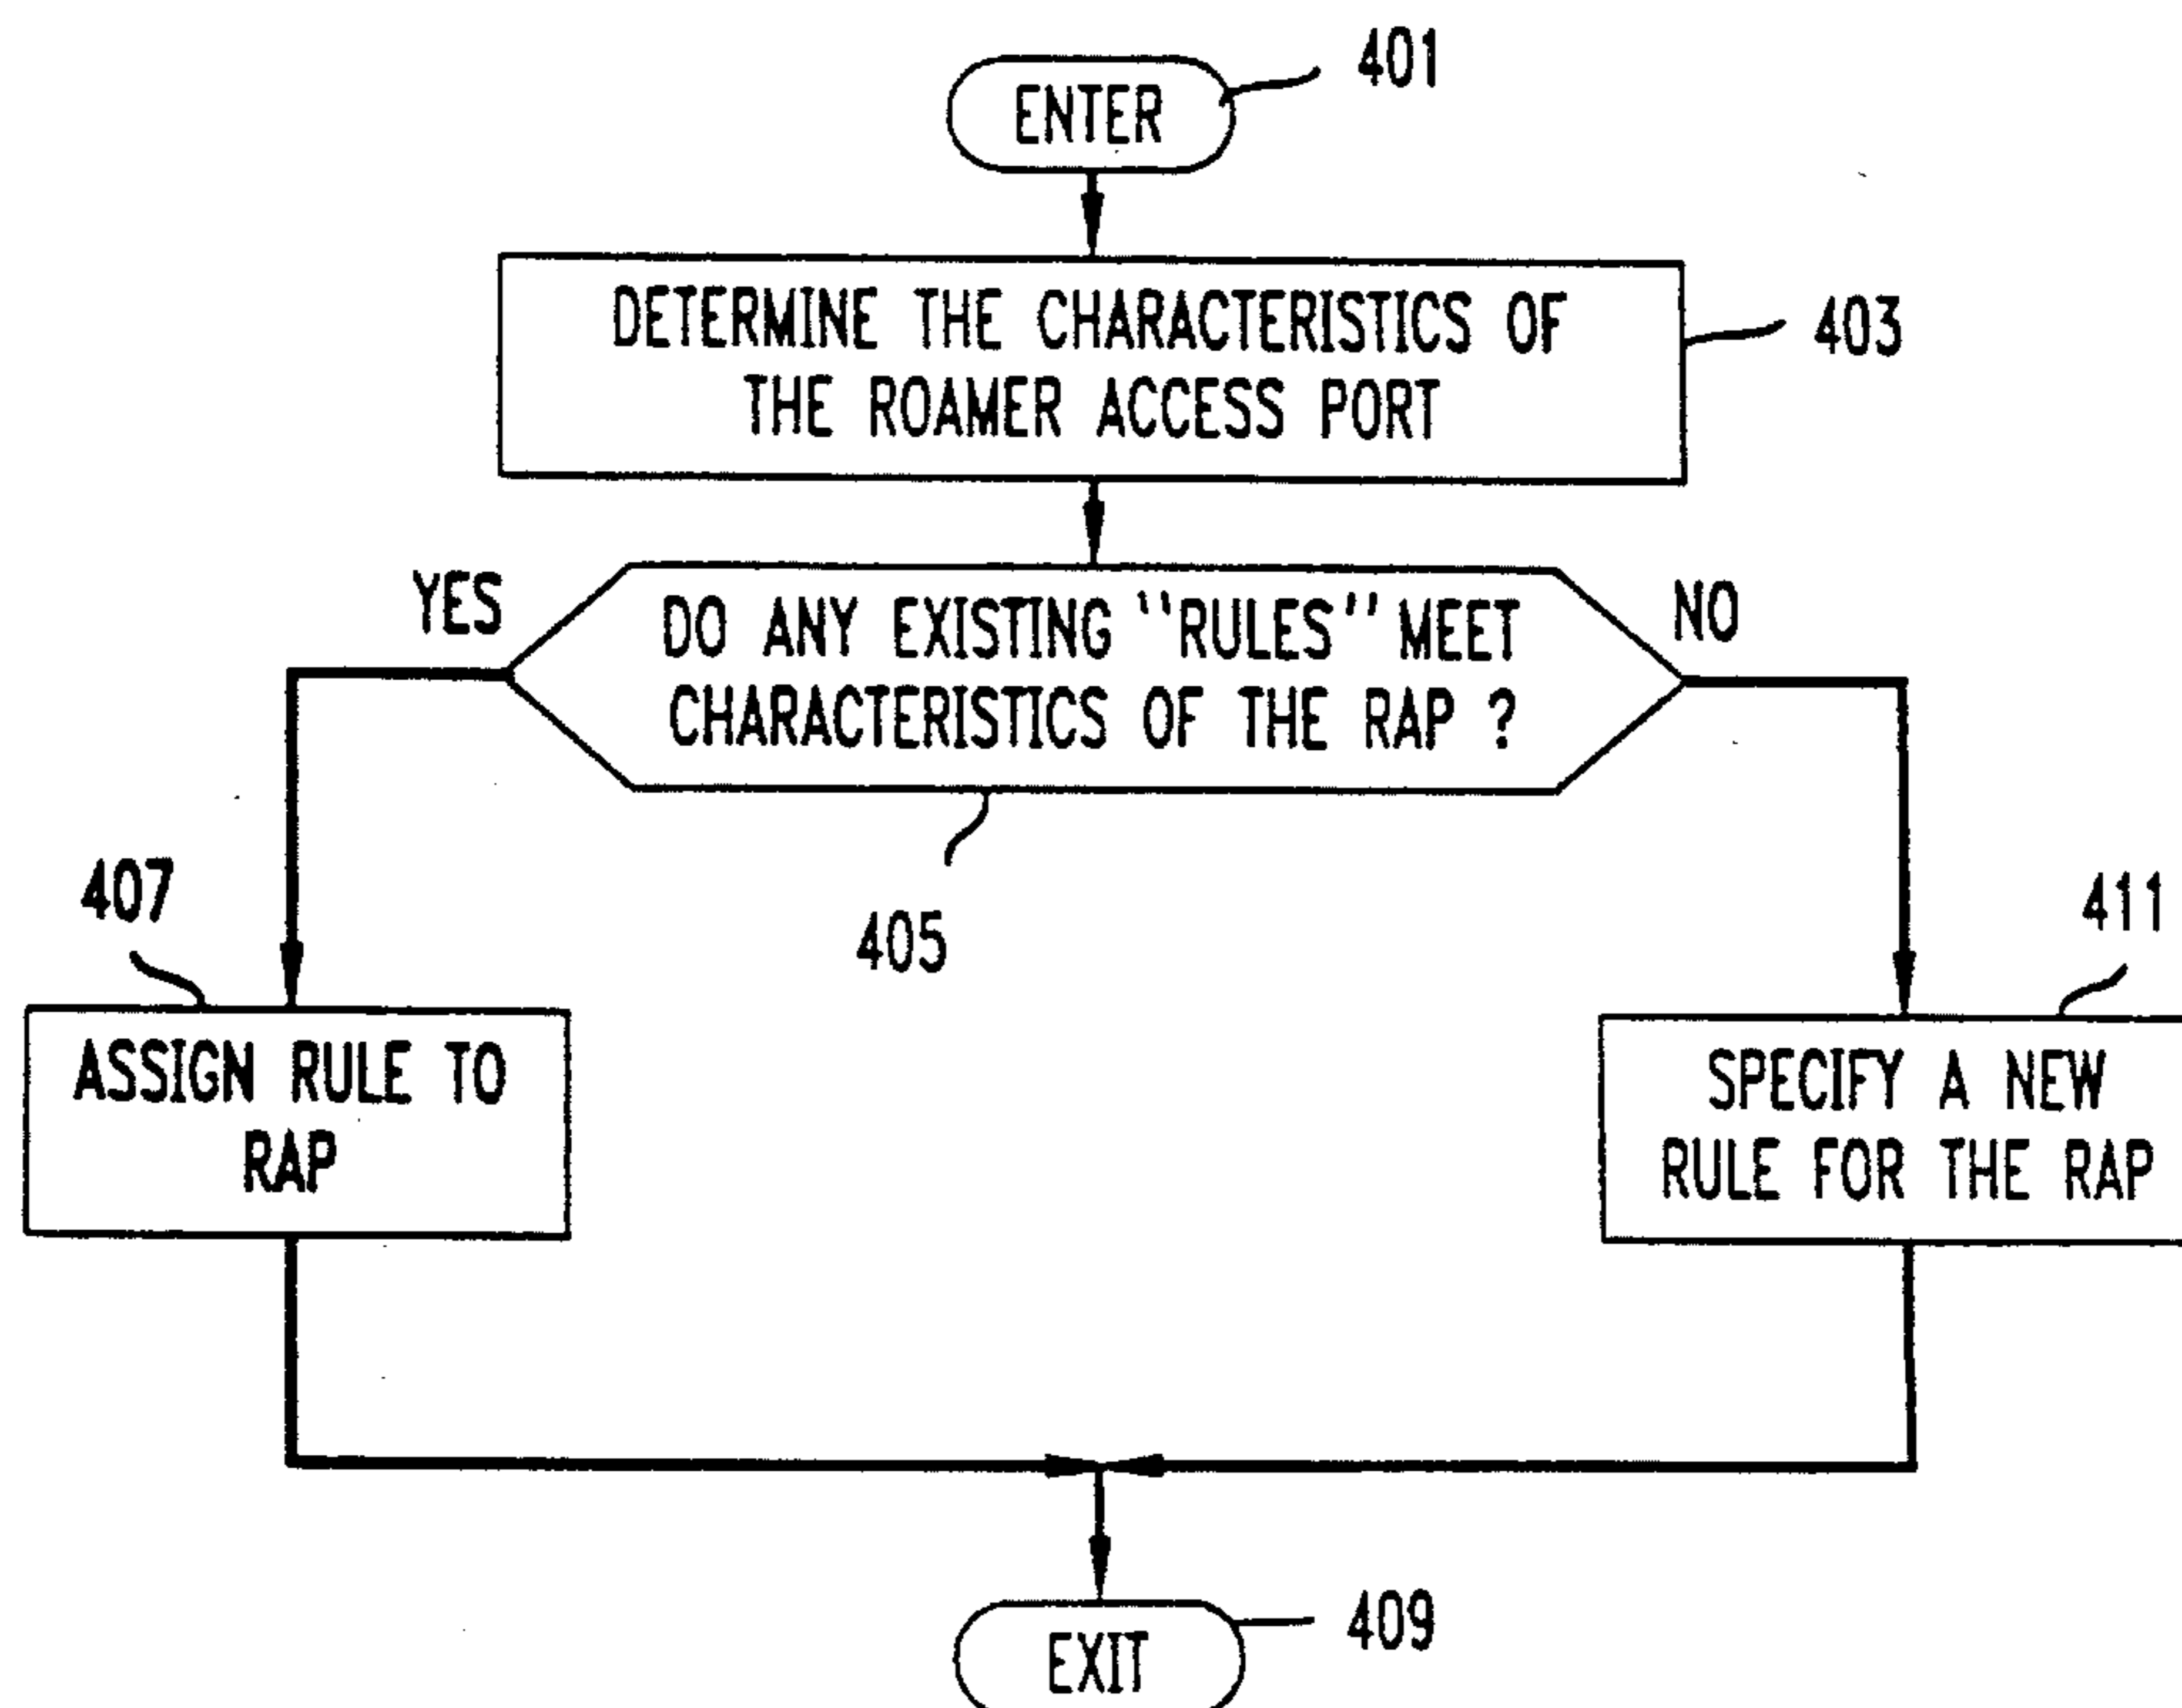 401
ENTER
DETERMINE THE CHARACTERISTICS OF
THE ROAMER ACCESS PORT
403
YES
NO
DO ANY EXISTING "RULES" MEET
CHARACTERISTICS OF THE RAP ?
405
407
411
ASSIGN RULE TO
RAP
SPECIFY A NEW
RULE FOR THE RAP
409
EXIT